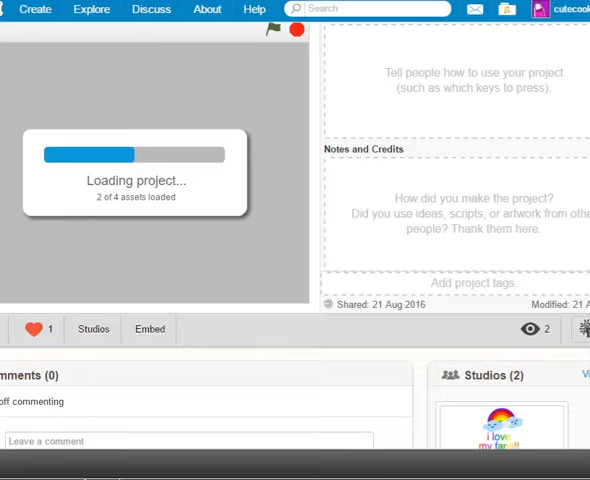 Create Explore Discuss About Help Search cutecook
Tell people how to use your project
(such as which keys to press).
Notes and Credits
Loading project...
2 of 4 assets loaded
How did you make the project?
Did you use ideas, scripts, or artwork from othe
people? Thank them here.
Add project tags.
Shared: 21 Aug 2016 Modified: 21 A
1 Studios Embed 2
mments (0) Studios (2) Vi
off commenting
Leave a comment
i love
my fans!!